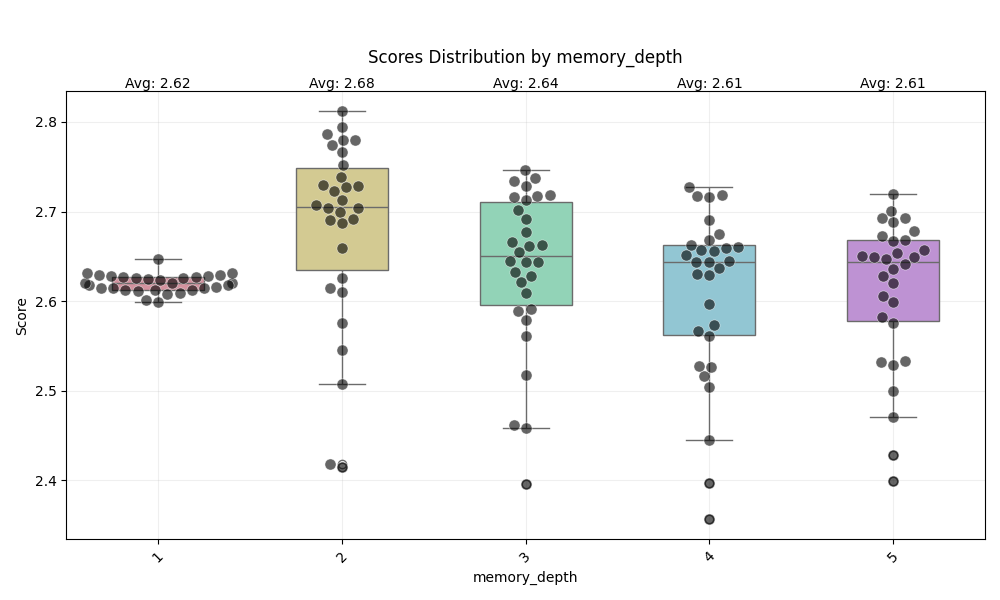 Scores Distribution by memory_depth
Avg: 2.62 Avg: 2.68 Avg: 2.64 Avg: 2.61 Avg: 2.61
2.8
2.7
2.6
2.5
2.4
Score
1 2 3 4 5
memory_depth